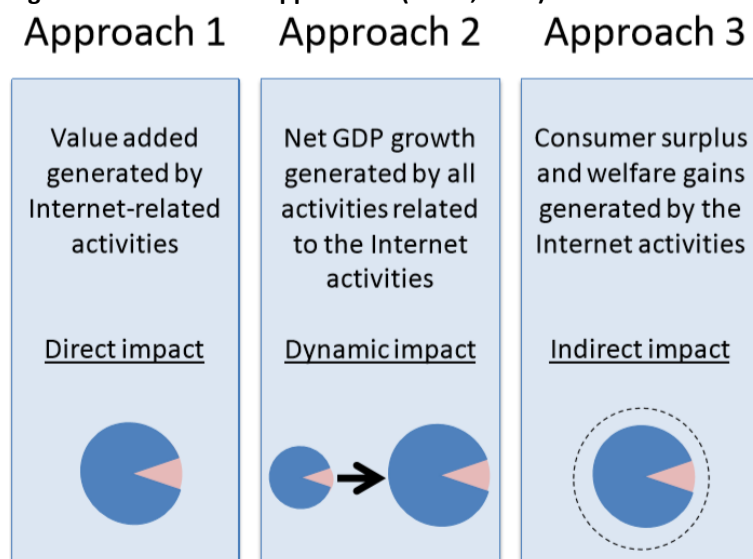 Approach 1
Approach 2
Approach 3
Value added
generated by
Internet-related
activities
Direct impact
Net GDP growth
generated by all
activities related
to the Internet
activities
Dynamic impact
Consumer surplus
and welfare gains
generated by the
Internet activities
Indirect impact